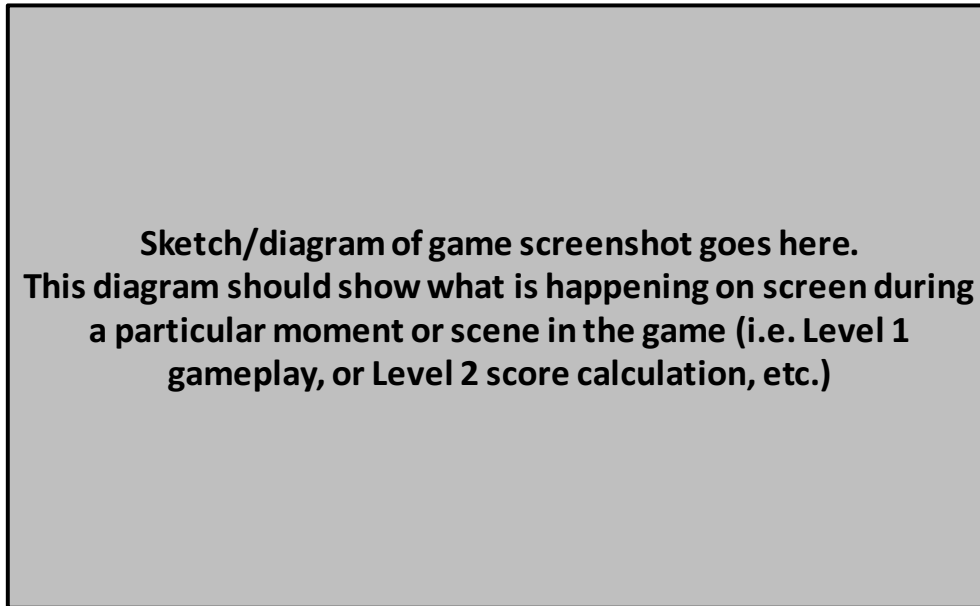 Sketch/diagram of game screenshot goes here.
This diagram should show what is happening on screen during
a particular moment or scene in the game (i.e. Level 1
gameplay, or Level 2 score calculation, etc.)